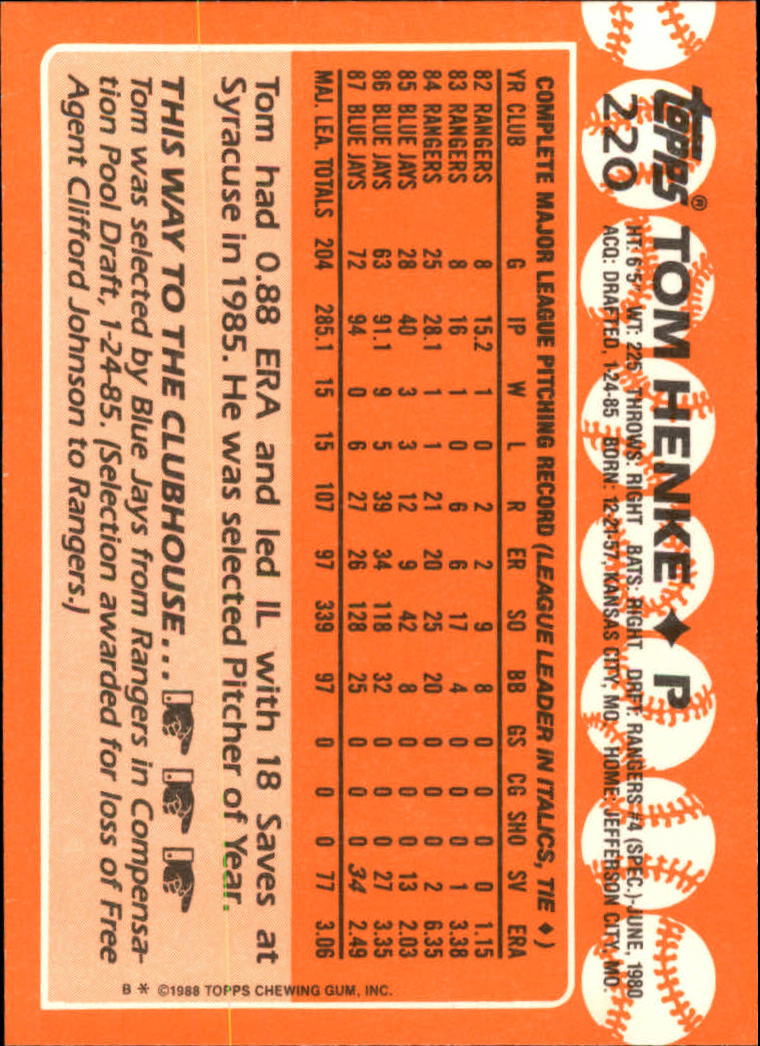 topps® TOM HENKE ♦ P
220 HT: 6'5" WT: 225 THROWS: RIGHT BATS: RIGHT DRFT: RANGERS #4 (SPEC.)-JUNE, 1980
ACQ: DRAFTED, 1-24-85 BORN: 12-21-57, KANSAS CITY, MO. HOME: JEFFERSON CITY, MO.
COMPLETE MAJOR LEAGUE PITCHING RECORD (LEAGUE LEADER IN ITALICS, TIE ♦)
YR CLUB G IP W L R ER SO BB GS CG SHO SV ERA
82 RANGERS 8 15.2 1 0 2 2 9 8 0 0 0 0 1.15
83 RANGERS 8 16 1 0 6 6 17 4 0 0 0 1 3.38
84 RANGERS 25 28.1 1 1 21 20 25 20 0 0 0 2 6.35
85 BLUE JAYS 28 40 3 3 12 9 42 8 0 0 0 13 2.03
86 BLUE JAYS 63 91.1 9 5 39 34 118 32 0 0 0 27 3.35
87 BLUE JAYS 72 94 0 6 27 26 128 25 0 0 0 34 2.49
MAJ. LEA. TOTALS 204 285.1 15 15 107 97 339 97 0 0 0 77 3.06
Tom had 0.88 ERA and led IL with 18 Saves at
Syracuse in 1985. He was selected Pitcher of Year.
THIS WAY TO THE CLUBHOUSE...
Tom was selected by Blue Jays from Rangers in Compensa-
tion Pool Draft, 1-24-85. (Selection awarded for loss of Free
Agent Clifford Johnson to Rangers.)
B * ©1988 TOPPS CHEWING GUM, INC.